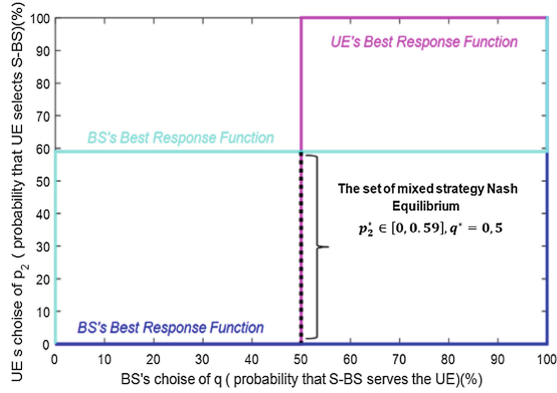 UE s choise of p2 ( probability that UE selects S-BS)(%)
100
90
80
70
60
50
40
30
20
10
0
UE's Best Response Function
BS's Best Response Function
The set of mixed strategy Nash
Equilibrium
p2* ∈ [0, 0.59], q* = 0, 5
BS's Best Response Function
0 10 20 30 40 50 60 70 80 90 100
BS's choise of q ( probability that S-BS serves the UE)(%)